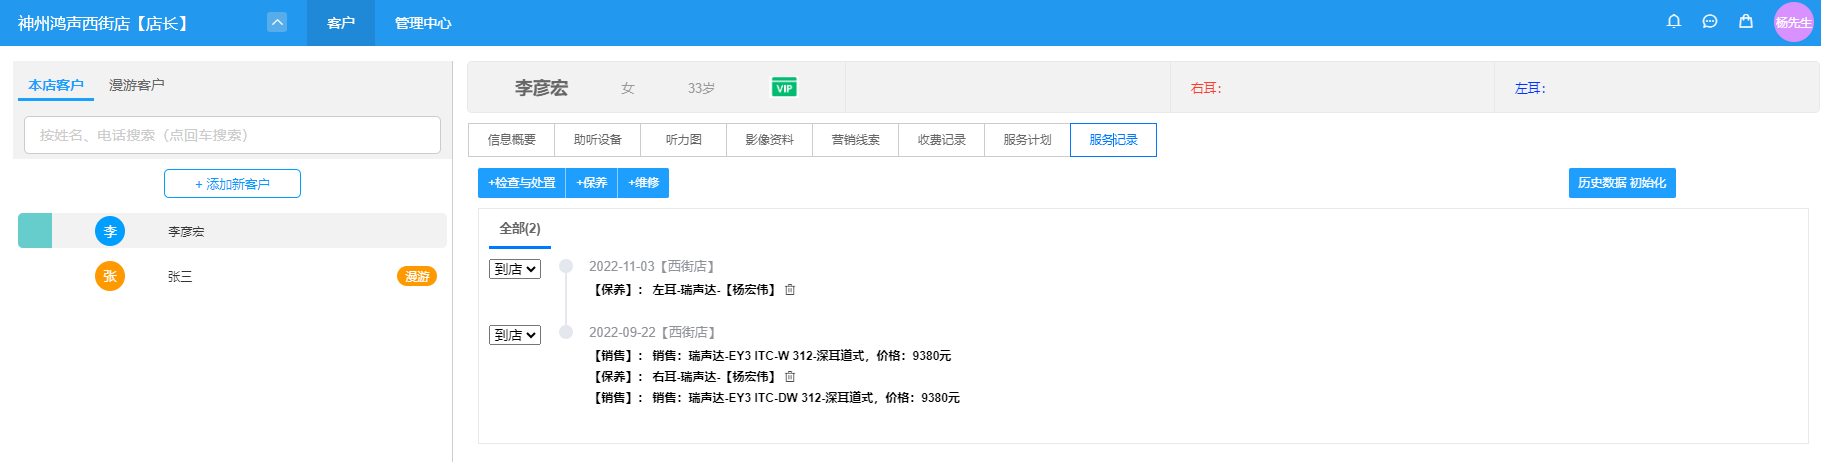 神州鸿声西街店【店长】 客户 管理中心 杨先生
本店客户 漫游客户
按姓名、电话搜索（点回车搜索）
+ 添加新客户
李 李彦宏
张 张三 漫游
李彦宏 女 33岁 VIP 右耳： 左耳：
信息概要 助听设备 听力图 影像资料 营销线索 收费记录 服务计划 服务记录
+检查与处置 +保养 +维修 历史数据 初始化
全部(2)
到店 2022-11-03【西街店】
【保养】： 左耳-瑞声达-【杨宏伟】
到店 2022-09-22【西街店】
【销售】： 销售：瑞声达-EY3 ITC-W 312-深耳道式，价格：9380元
【保养】： 右耳-瑞声达-【杨宏伟】
【销售】： 销售：瑞声达-EY3 ITC-DW 312-深耳道式，价格：9380元